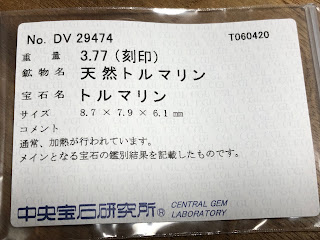 No. DV 29474
T060420
重量 3.77 (刻印)
鉱物名 天然トルマリン
宝石名 トルマリン
サイズ 8.7 × 7.9 × 6.1 mm
コメント
通常、加熱が行われています。
メインとなる宝石の鑑別結果を記載したものです。
中央宝石研究所® CENTRAL GEM
LABORATORY